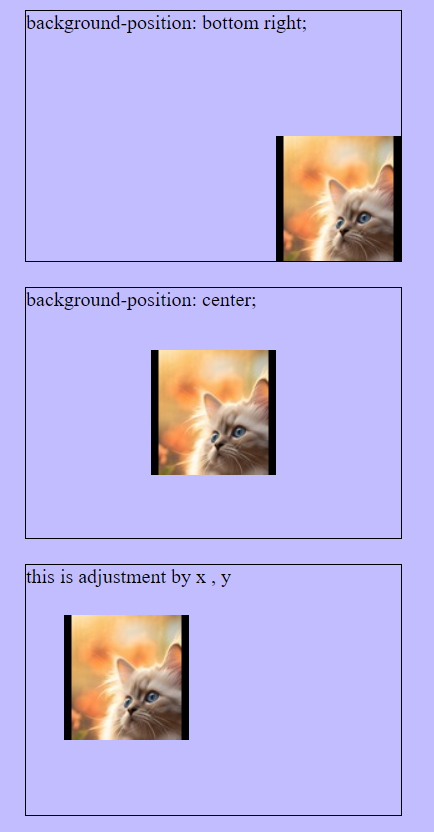 background-position: bottom right;
background-position: center;
this is adjustment by x , y